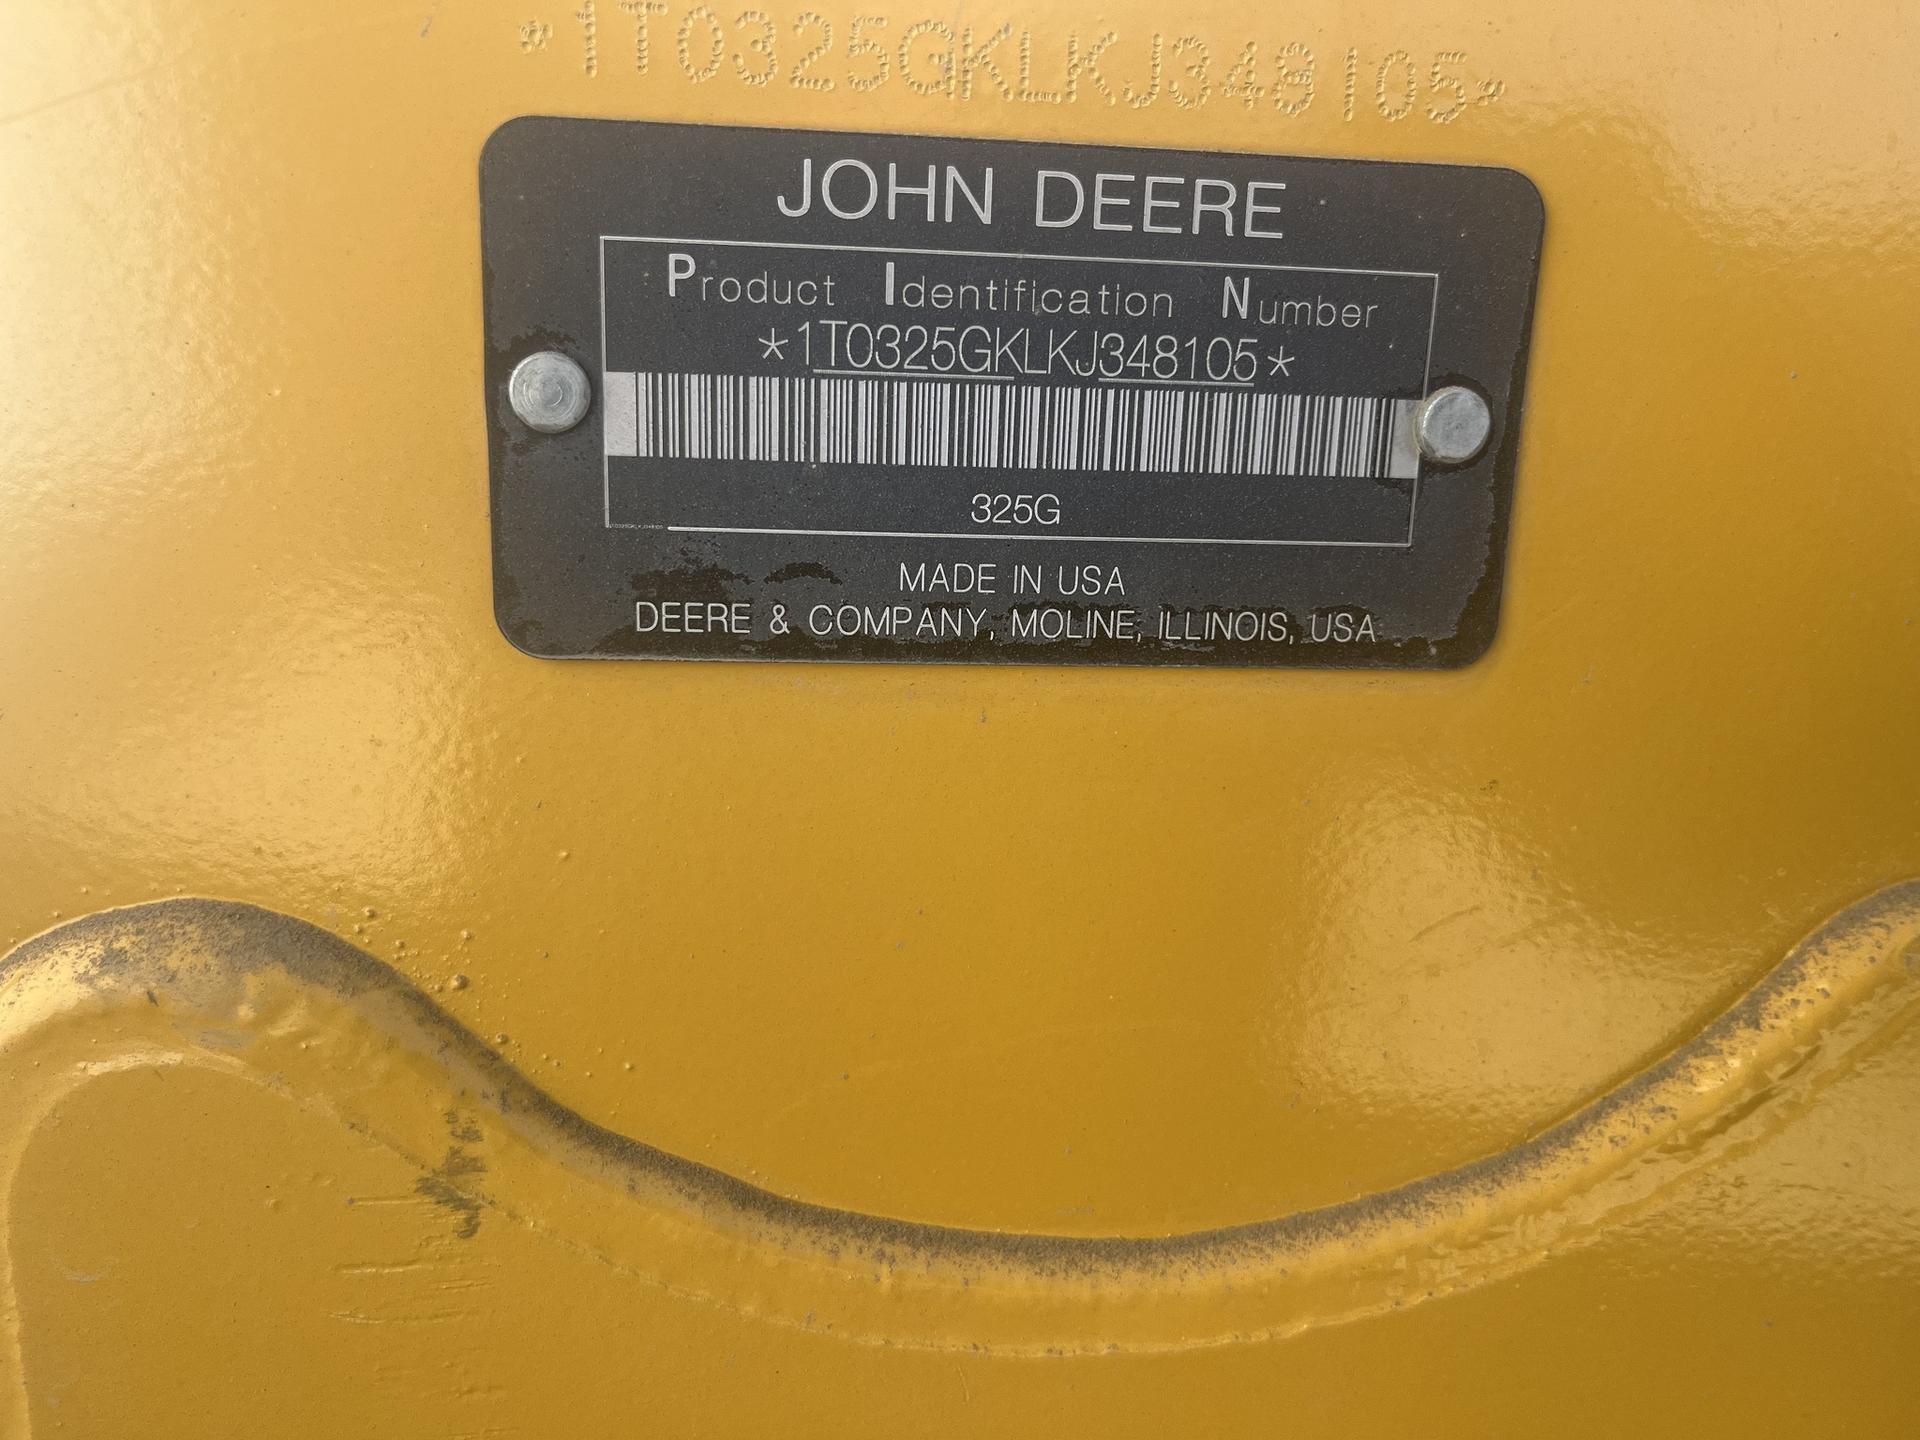 *1T0325GKLKJ348105*
JOHN DEERE
Product Identification Number
*1T0325GKLKJ348105*
325G
MADE IN USA
DEERE & COMPANY, MOLINE, ILLINOIS, USA